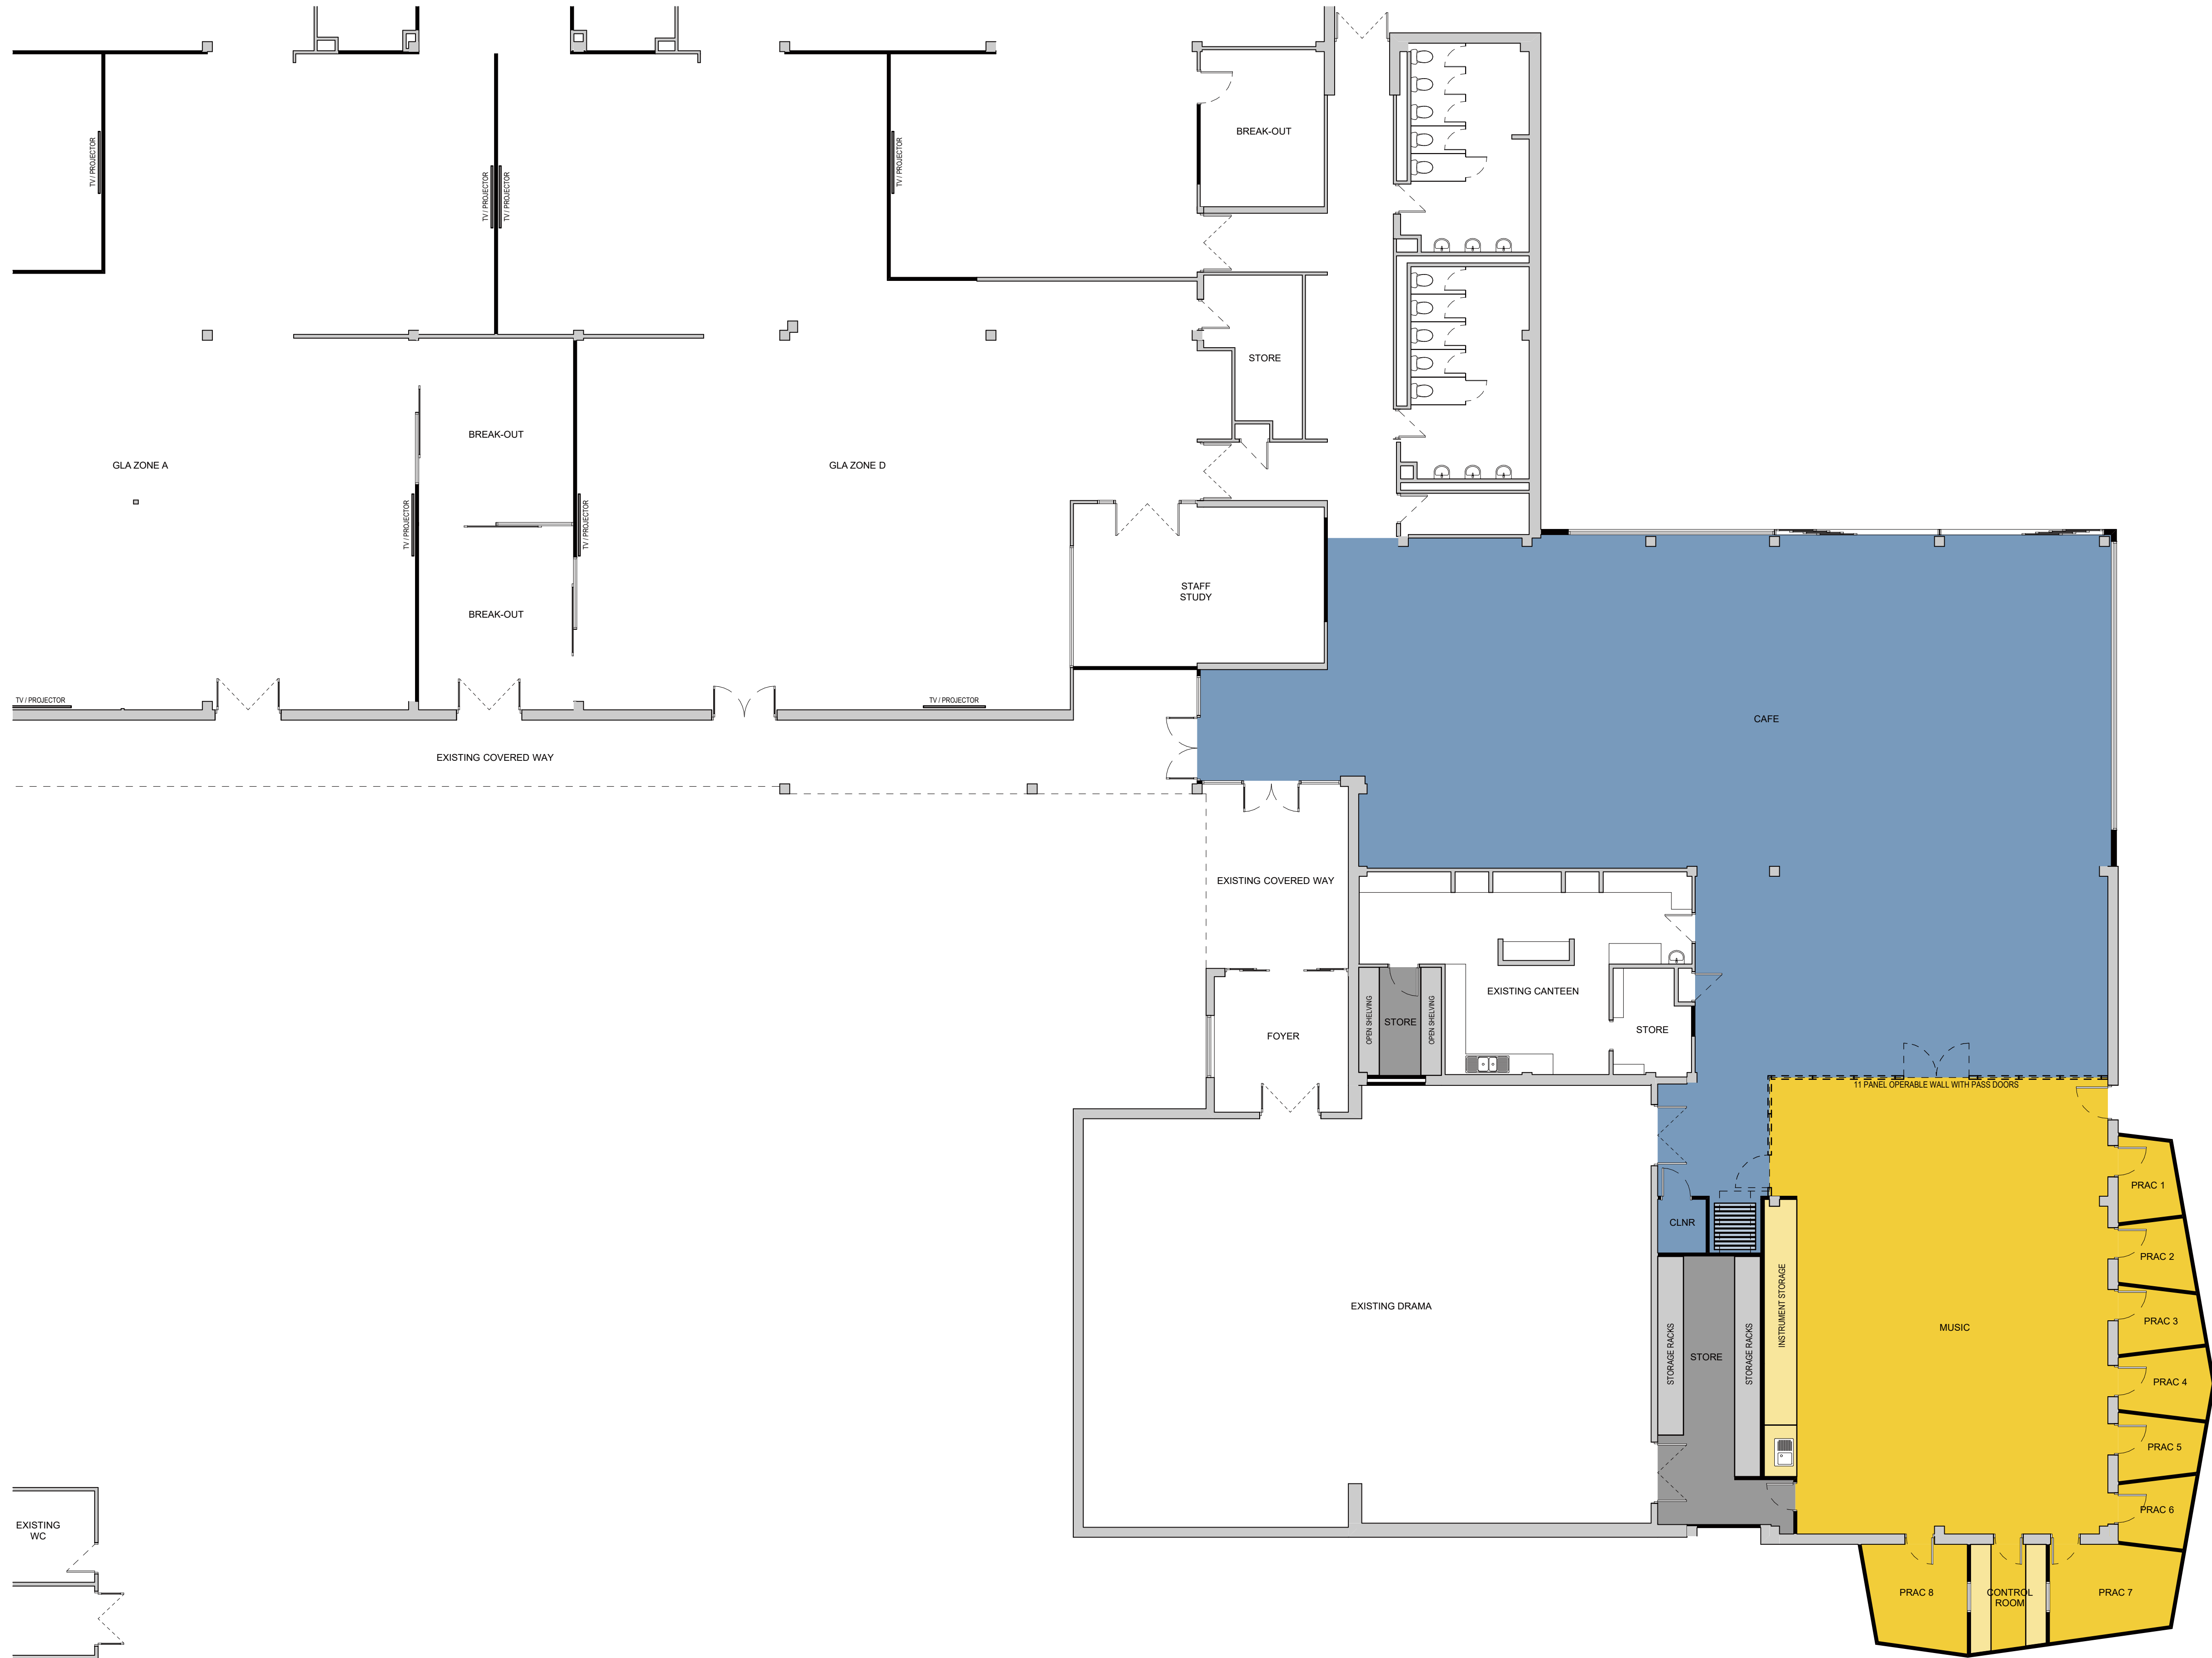 BREAK-OUT
TV / PROJECTOR
TV / PROJECTOR
TV / PROJECTOR
TV / PROJECTOR
STORE
BREAK-OUT
GLA ZONE A
GLA ZONE D
TV / PROJECTOR
TV / PROJECTOR
STAFF
STUDY
BREAK-OUT
TV / PROJECTOR
TV / PROJECTOR
CAFE
EXISTING COVERED WAY
EXISTING COVERED WAY
EXISTING CANTEEN
OPEN SHELVING
STORE
OPEN SHELVING
STORE
FOYER
11 PANEL OPERABLE WALL WITH PASS DOORS
PRAC 1
CLNR
PRAC 2
INSTRUMENT STORAGE
EXISTING DRAMA
PRAC 3
MUSIC
STORAGE RACKS
STORE
STORAGE RACKS
PRAC 4
PRAC 5
PRAC 6
EXISTING
WC
PRAC 8
CONTROL
ROOM
PRAC 7